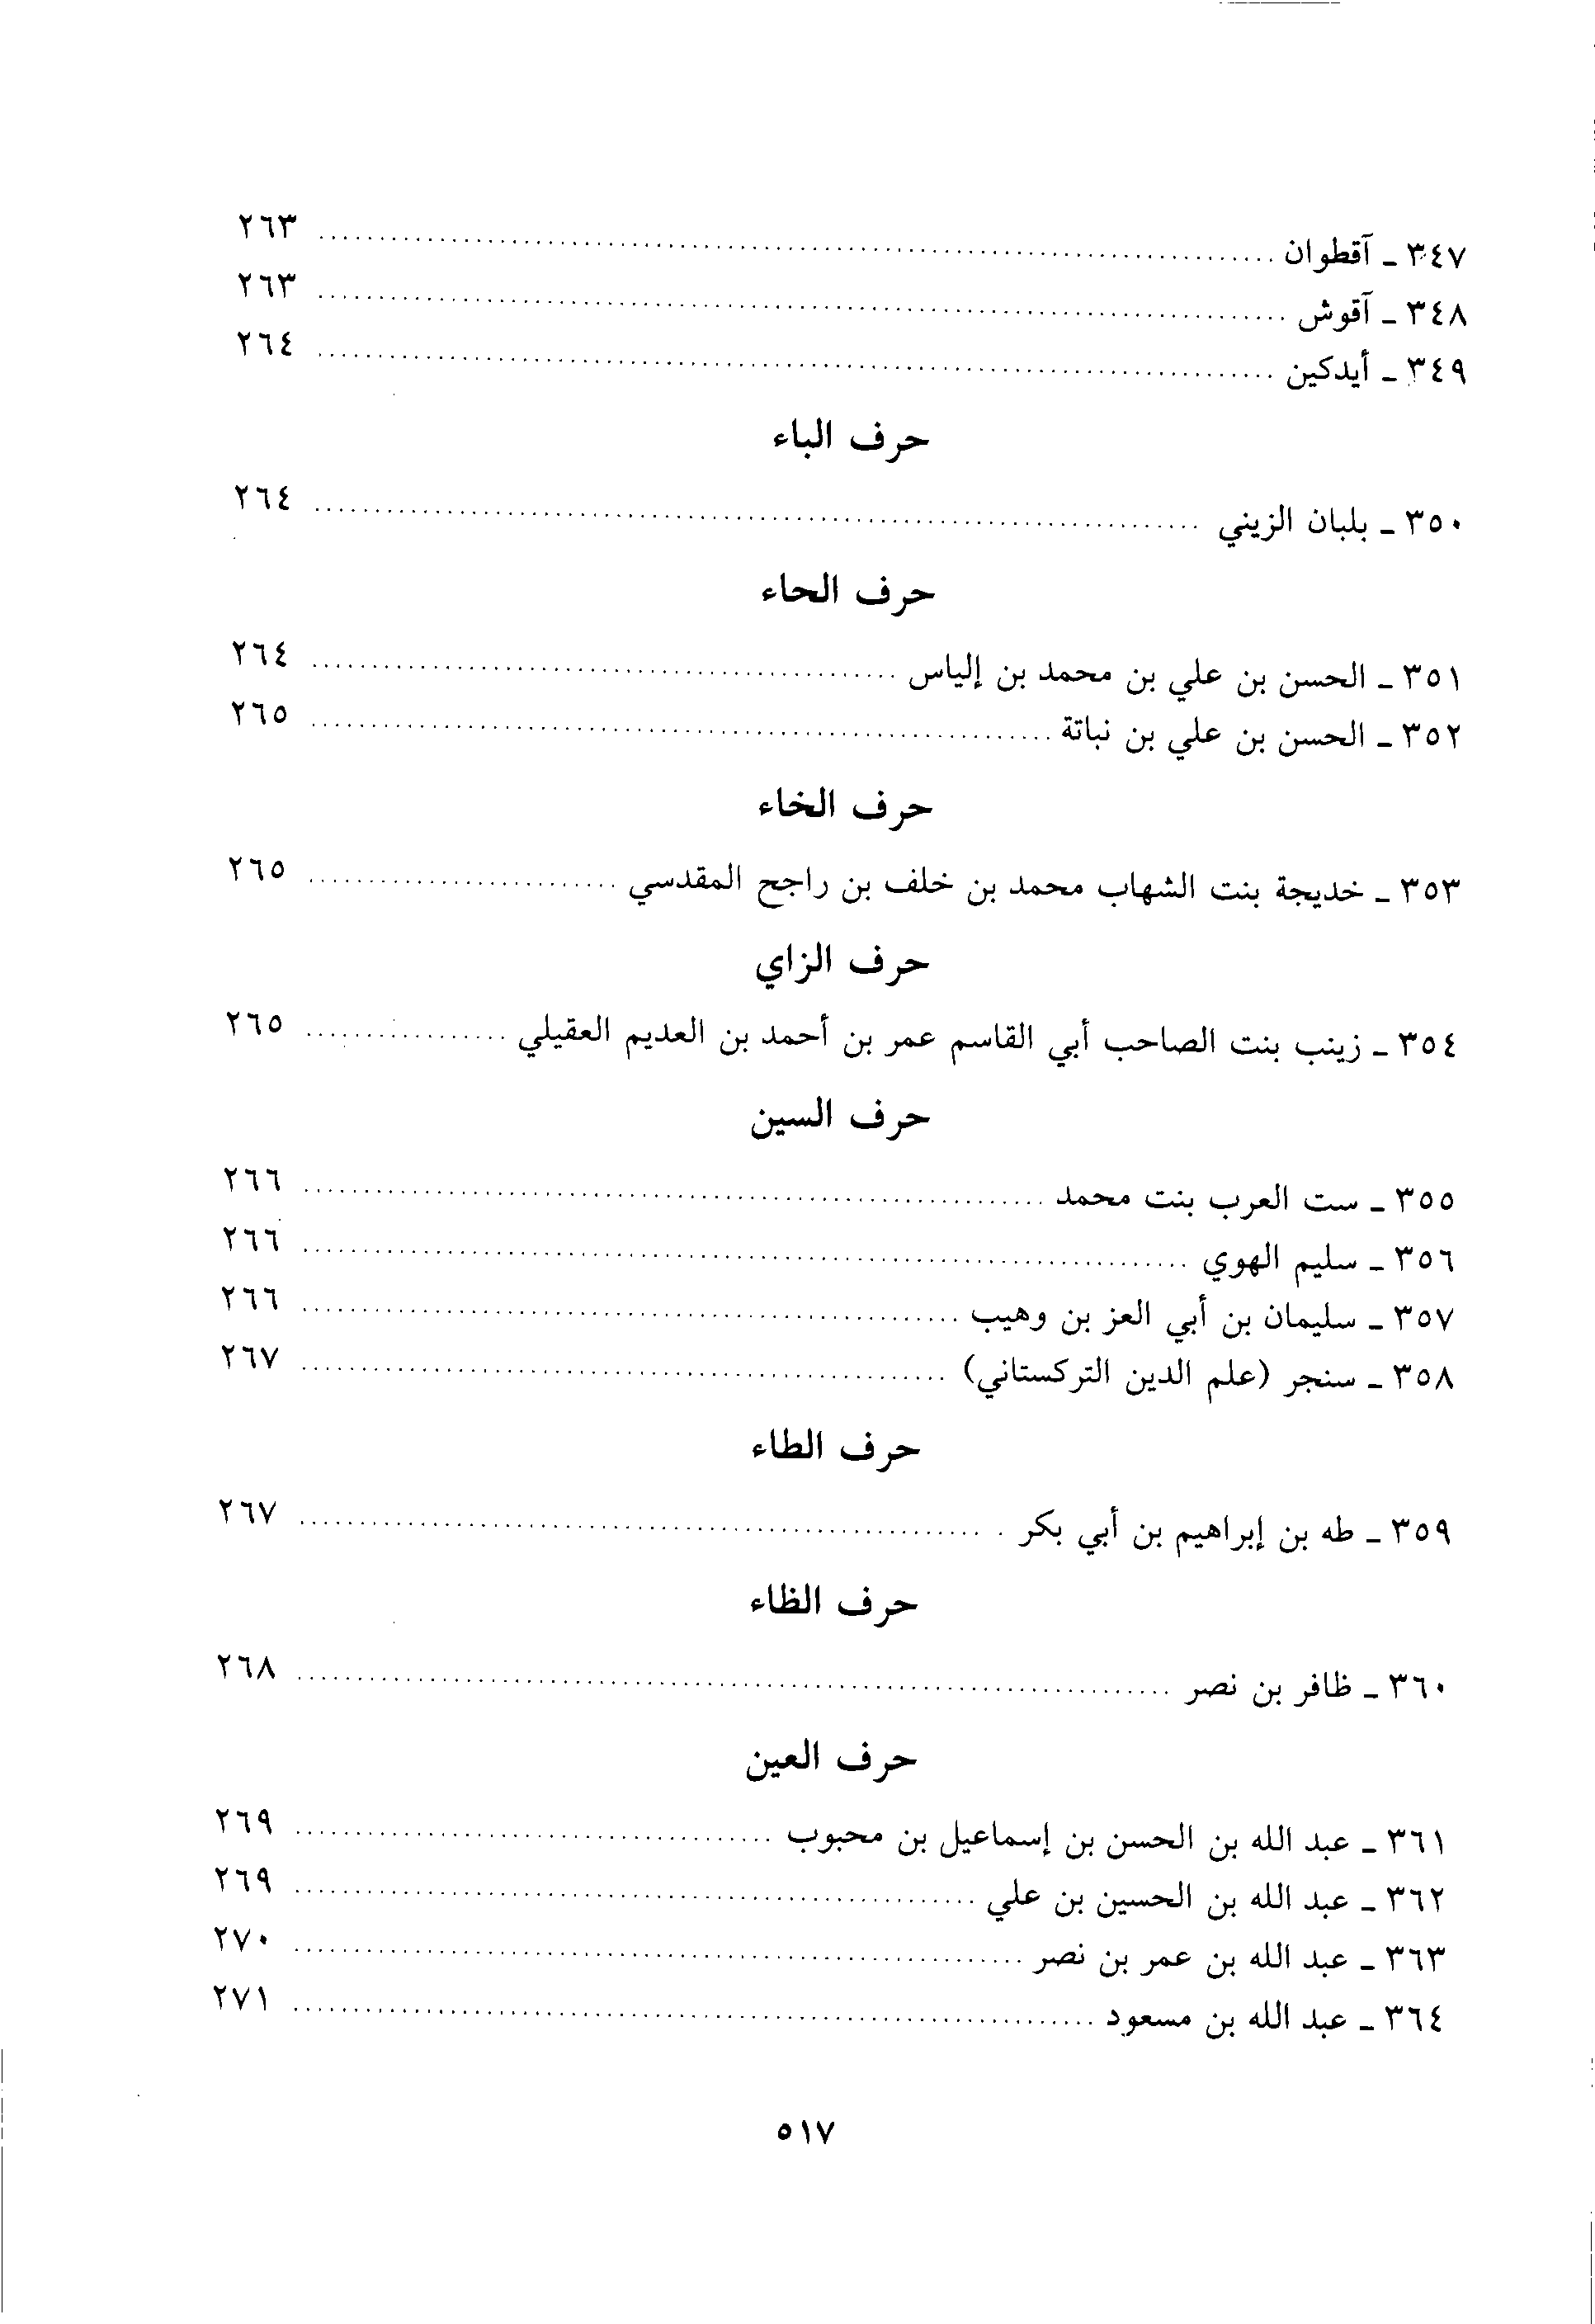 ٣٤٧ - آقطوان ........ ٢٦٣
٣٤٨ - آقوش ........ ٢٦٣
٣٤٩ - أيدكين ........ ٢٦٤
حرف الباء
٣٥٠ - بلبان الزيني ........ ٢٦٤
حرف الحاء
٣٥١ - الحسن بن علي بن محمد بن إلياس ........ ٢٦٤
٣٥٢ - الحسن بن علي بن نباتة ........ ٢٦٥
حرف الخاء
٣٥٣ - خديجة بنت الشهاب محمد بن خلف بن راجح المقدسي ........ ٢٦٥
حرف الزاي
٣٥٤ - زينب بنت الصاحب أبي القاسم عمر بن أحمد بن العديم العقيلي ........ ٢٦٥
حرف السين
٣٥٥ - ست العرب بنت محمد ........ ٢٦٦
٣٥٦ - سليم الهوي ........ ٢٦٦
٣٥٧ - سليمان بن أبي العز بن وهيب ........ ٢٦٦
٣٥٨ - سنجر (علم الدين التركستاني) ........ ٢٦٧
حرف الطاء
٣٥٩ - طه بن إبراهيم بن أبي بكر ........ ٢٦٧
حرف الظاء
٣٦٠ - ظافر بن نصر ........ ٢٦٨
حرف العين
٣٦١ - عبد الله بن الحسن بن إسماعيل بن محبوب ........ ٢٦٩
٣٦٢ - عبد الله بن الحسين بن علي ........ ٢٦٩
٣٦٣ - عبد الله بن عمر بن نصر ........ ٢٧٠
٣٦٤ - عبد الله بن مسعود ........ ٢٧١
٥١٧